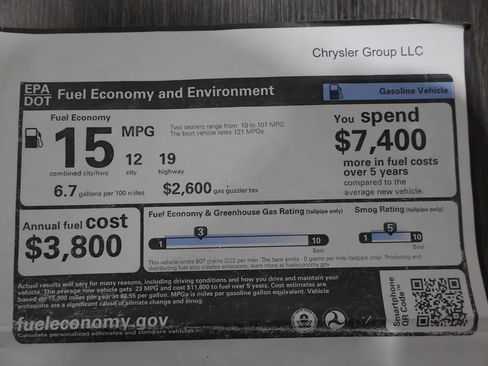 Chrysler Group LLC
EPA
DOT
Fuel Economy and Environment
Gasoline Vehicle
Fuel Economy
15 MPG
combined city/hwy
12
city
19
highway
Two seaters range from 10 to 107 MPG.
The best vehicle rates 121 MPGe.
6.7 gallons per 100 miles
$2,600 gas guzzler tax
You spend
$7,400
more in fuel costs
over 5 years
compared to the
average new vehicle.
Annual fuel cost
$3,800
Fuel Economy & Greenhouse Gas Rating (tailpipe only)
3
1
10
Best
Smog Rating (tailpipe only)
5
1
10
Best
This vehicle emits 607 grams CO2 per mile. The best emits 0 grams per mile (tailpipe only). Producing and
distributing fuel also creates emissions; learn more at fueleconomy.gov.
Actual results will vary for many reasons, including driving conditions and how you drive and maintain your
vehicle. The average new vehicle gets 23 MPG and costs $11,600 to fuel over 5 years. Cost estimates are
based on 15,000 miles per year at per gallon. MPGe is miles per gasoline gallon equivalent. Vehicle
emissions are a significant cause of climate change and smog.
fueleconomy.gov
Calculate personalized estimates and compare vehicles
Smartphone
QR Code™